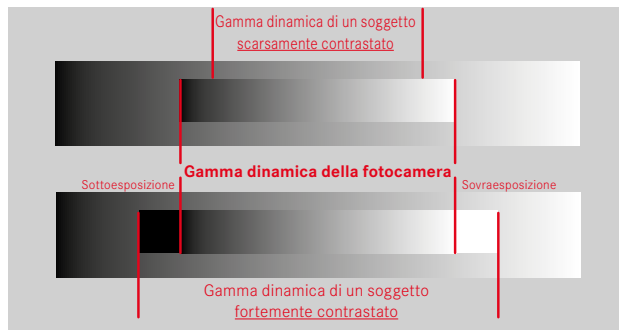 Gamma dinamica di un soggetto
scarsamente contrastato
Gamma dinamica della fotocamera
Sottoesposizione
Sovraesposizione
Gamma dinamica di un soggetto
fortemente contrastato